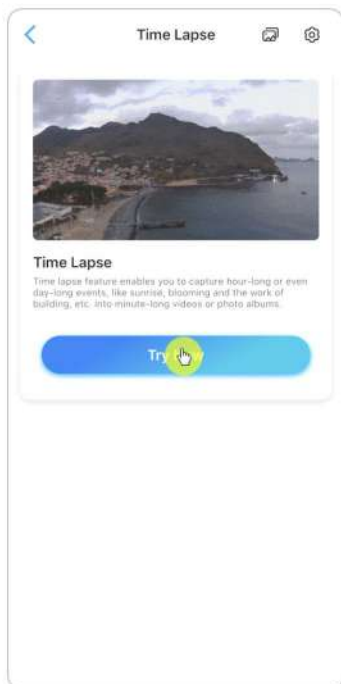 Time Lapse
Time Lapse
Time lapse feature enables you to capture hour-long or even
day-long events, like sunrise, blooming and the work of
building, etc. into minute-long videos or photo albums.
Try